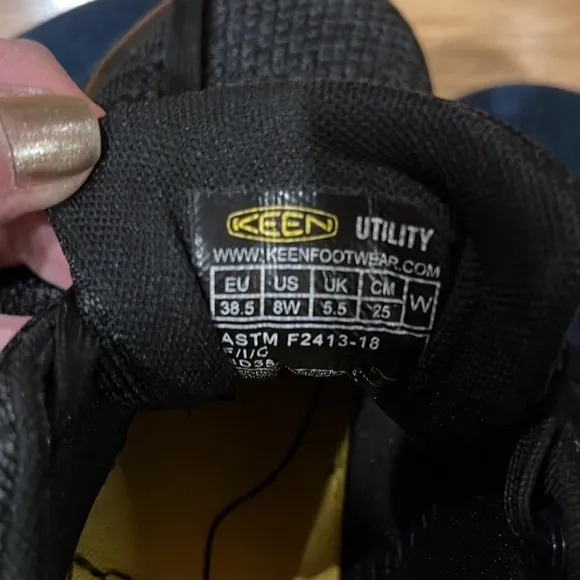 KEEN UTILITY
WWW.KEENFOOTWEAR.COM
EU US UK CM W
38.5 8W 5.5 25
ASTM F2413-18
F/I/C